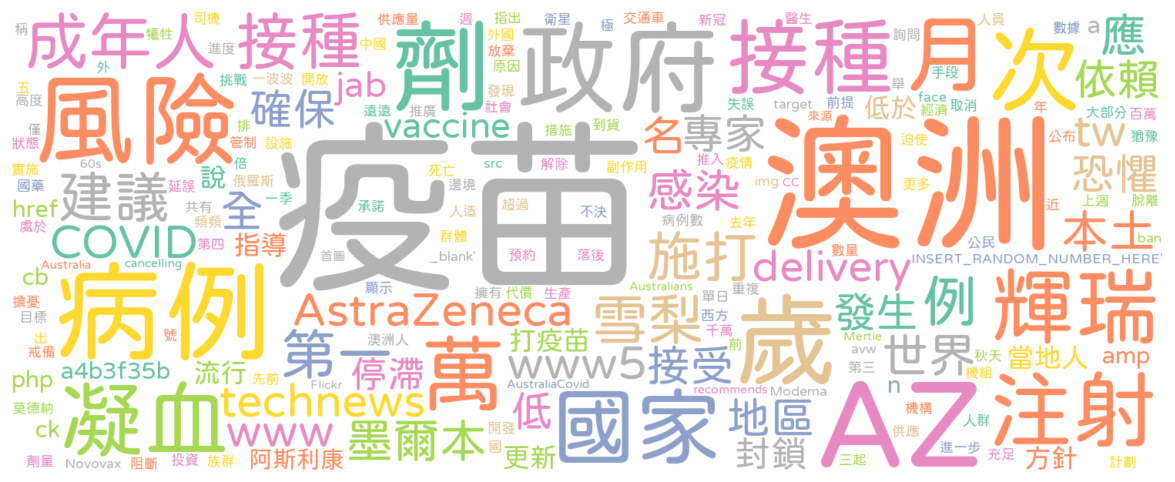 成年人
接種
司機
犧牲
稱
進度
供應量
週
指出
衛星
極
交通車
新冠
醫生
人員
數據
a
應
中國
外國
放棄
劑
政府
接種
月
次
詢問
舉
依賴
外
挑戰
一波波
開放
原因
手段
五
高度
風險
確保
jab
遠遠
推廣
發現
社會
失誤
target
前提
低於
face
經濟
取消
大部分
百萬
僅
狀態
排
管制
設施
vaccine
措施
到貨
名
專家
來源
年
公布
迫使
tw
猶豫
實施
60s
倍
疫苗
死亡
src
解除
副作用
推入
疫情
澳洲
恐懼
國藥
延誤
說
俄羅斯
邊境
感染
img
cc
更多
上週
脫離
建議
共有
一季
承諾
超過
人造
不決
病例數
去年
近
href
處於
頻頻
全
第四
指導
首圖
群體
_blank'
預約
落後
施打
數量
公民
本土
ban
COVID
Australia
cancelling
顯示
擁有
代價
生產
Australians
單日
重複
delivery
INSERT_RANDOM_NUMBER_HERE'
cb
擔憂
目標
病例
號
AstraZeneca
澳洲人
雪梨
西方
千萬
前
歲
發生
例
輝瑞
出
戒備
第一
打疫苗
萬
www5
接受
Mertie
avw
世界
秋天
當地人
amp
a4b3f35b
流行
先前
Flickr
停滯
AustraliaCovid
recommends
Moderna
第三
n
機組
php
莫德納
凝血
technews
低
國家
地區
AZ
機構
人群
注射
ck
www
墨爾本
開發
國
封鎖
供應
進一步
劑量
Novovax
阻斷
投資
族群
阿斯利康
更新
三起
充足
方針
計劃